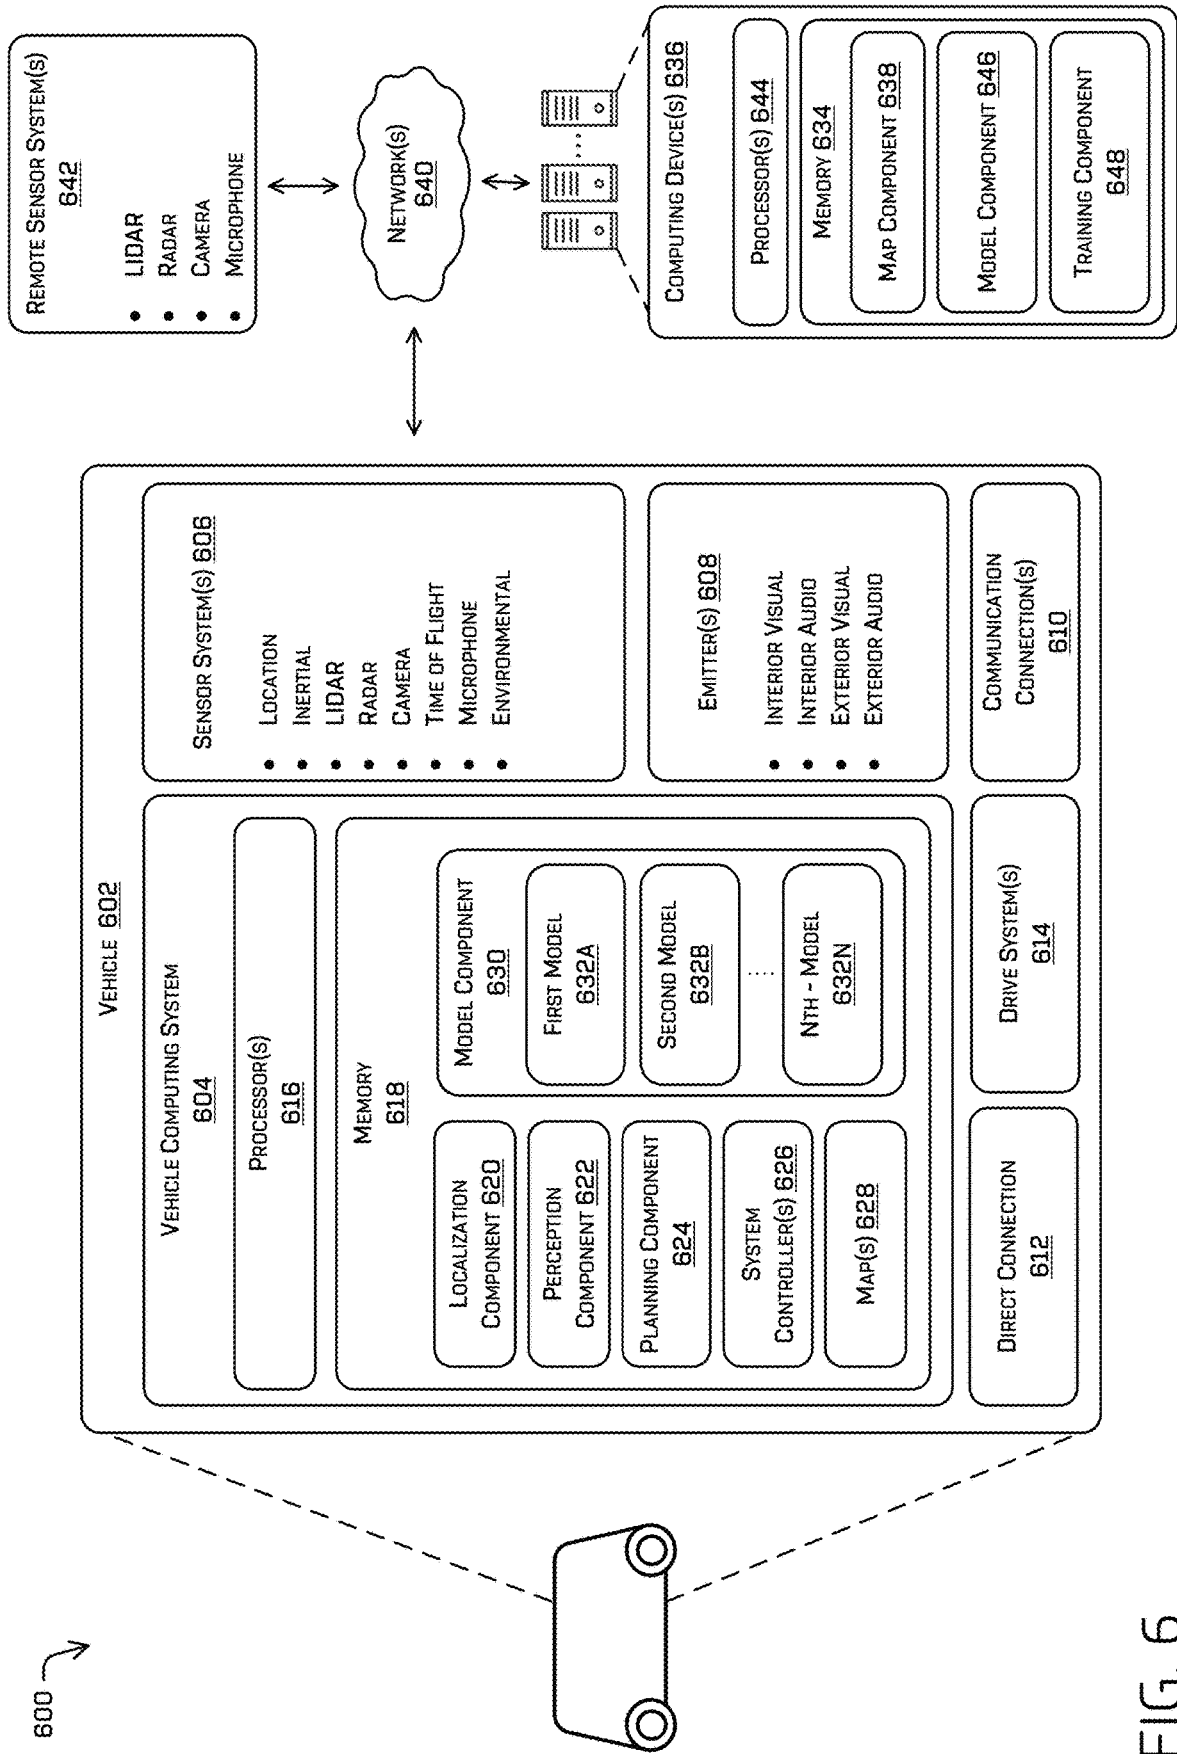 600
VEHICLE 602
VEHICLE COMPUTING SYSTEM
604
PROCESSOR(S)
616
MEMORY
618
LOCALIZATION
COMPONENT 620
PERCEPTION
COMPONENT 622
PLANNING COMPONENT
624
SYSTEM
CONTROLLER(S) 626
MAP(S) 628
MODEL COMPONENT
630
FIRST MODEL
632A
SECOND MODEL
632B
....
NTH - MODEL
632N
SENSOR SYSTEM(S) 606
• LOCATION
• INERTIAL
• LIDAR
• RADAR
• CAMERA
• TIME OF FLIGHT
• MICROPHONE
• ENVIRONMENTAL
EMITTER(S) 608
• INTERIOR VISUAL
• INTERIOR AUDIO
• EXTERIOR VISUAL
• EXTERIOR AUDIO
DIRECT CONNECTION
612
DRIVE SYSTEM(S)
614
COMMUNICATION
CONNECTION(S)
610
REMOTE SENSOR SYSTEM(S)
642
• LIDAR
• RADAR
• CAMERA
• MICROPHONE
NETWORK(S)
640
....
COMPUTING DEVICE(S) 636
PROCESSOR(S) 644
MEMORY 634
MAP COMPONENT 638
MODEL COMPONENT 646
TRAINING COMPONENT
648
FIG. 6